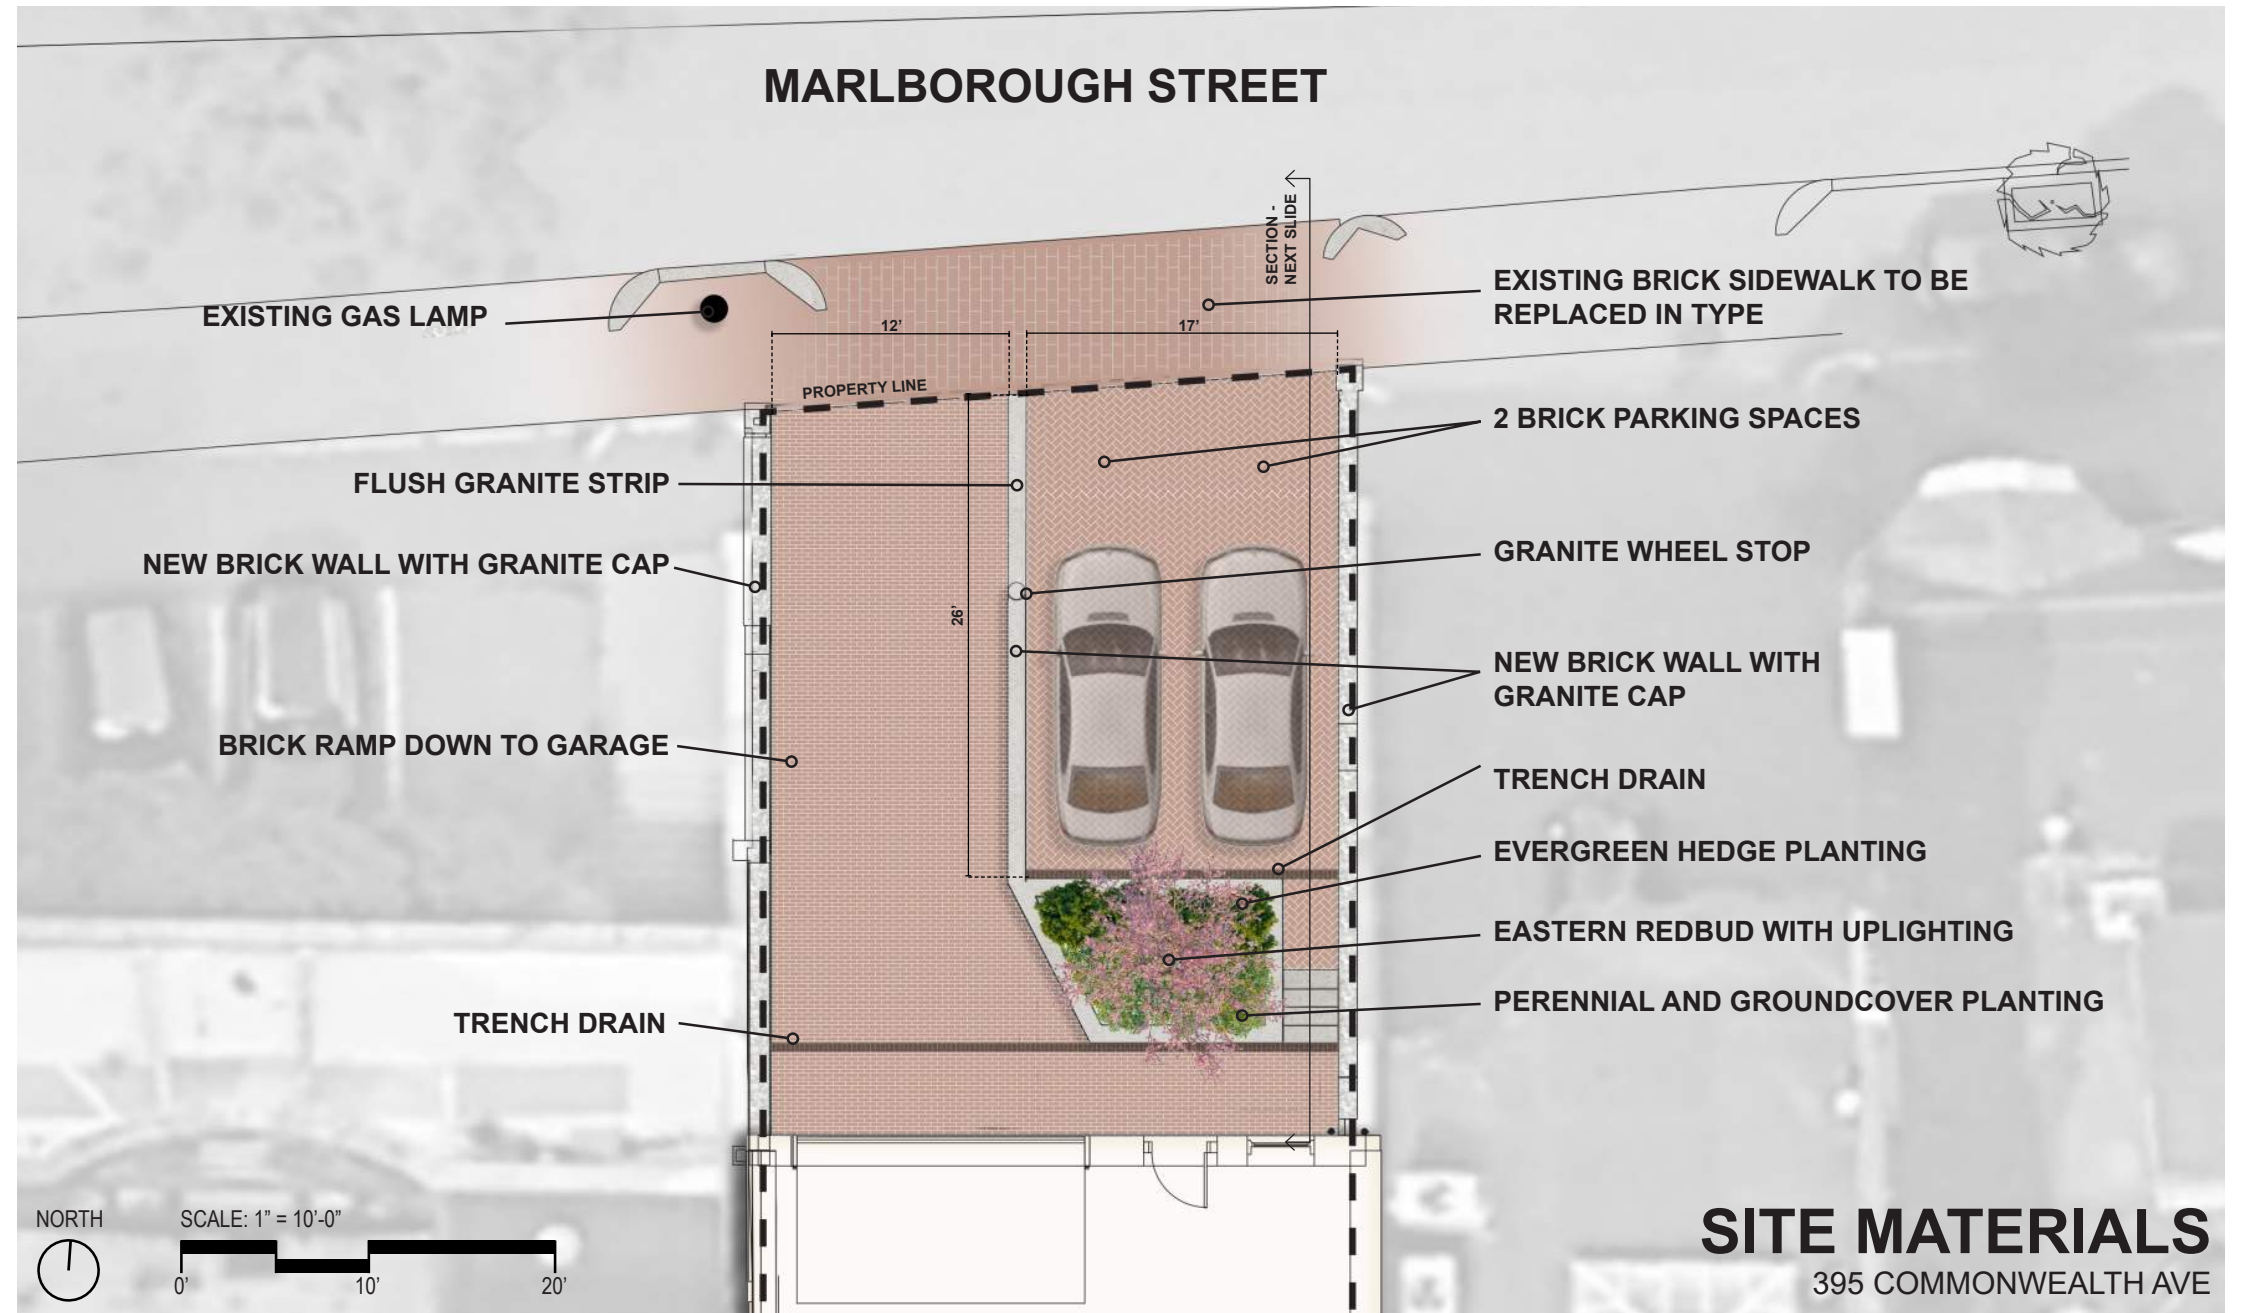 MARLBOROUGH STREET
SECTION -
NEXT SLIDE
EXISTING GAS LAMP
EXISTING BRICK SIDEWALK TO BE
REPLACED IN TYPE
12’
17’
PROPERTY LINE
2 BRICK PARKING SPACES
FLUSH GRANITE STRIP
NEW BRICK WALL WITH GRANITE CAP
GRANITE WHEEL STOP
26’
NEW BRICK WALL WITH
GRANITE CAP
BRICK RAMP DOWN TO GARAGE
TRENCH DRAIN
EVERGREEN HEDGE PLANTING
EASTERN REDBUD WITH UPLIGHTING
PERENNIAL AND GROUNDCOVER PLANTING
TRENCH DRAIN
NORTH
SCALE: 1” = 10’-0”
0’
10’
20’
SITE MATERIALS
395 COMMONWEALTH AVE